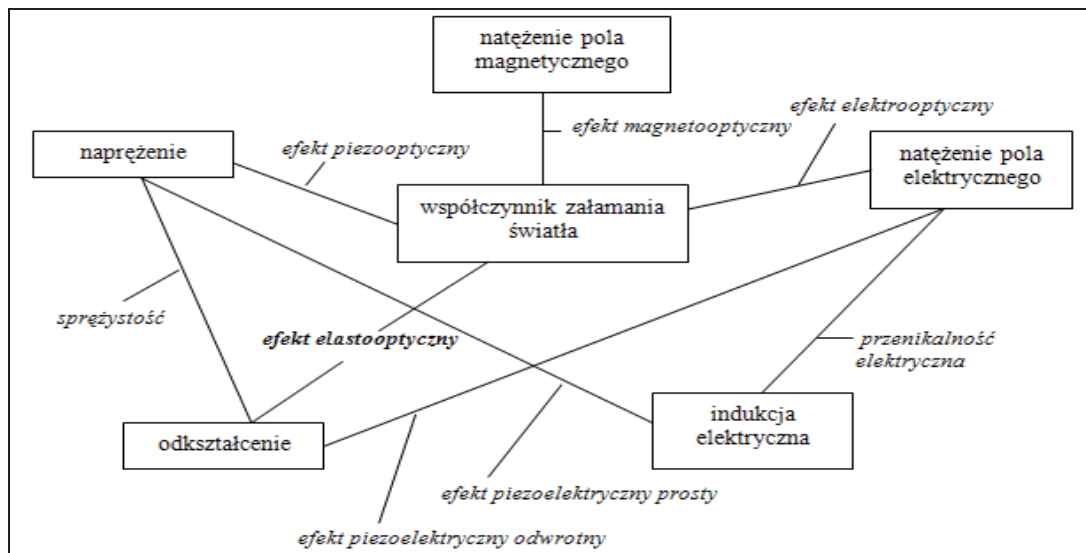 natężenie pola
magnetycznego
efekt elektrooptyczny
efekt magnetooptyczny
naprężenie
efekt piezooptyczny
natężenie pola
elektrycznego
współczynnik załamania
światła
sprężystość
efekt elastooptyczny
przenikalność
elektryczna
indukcja
elektryczna
odkształcenie
efekt piezoelektryczny prosty
efekt piezoelektryczny odwrotny